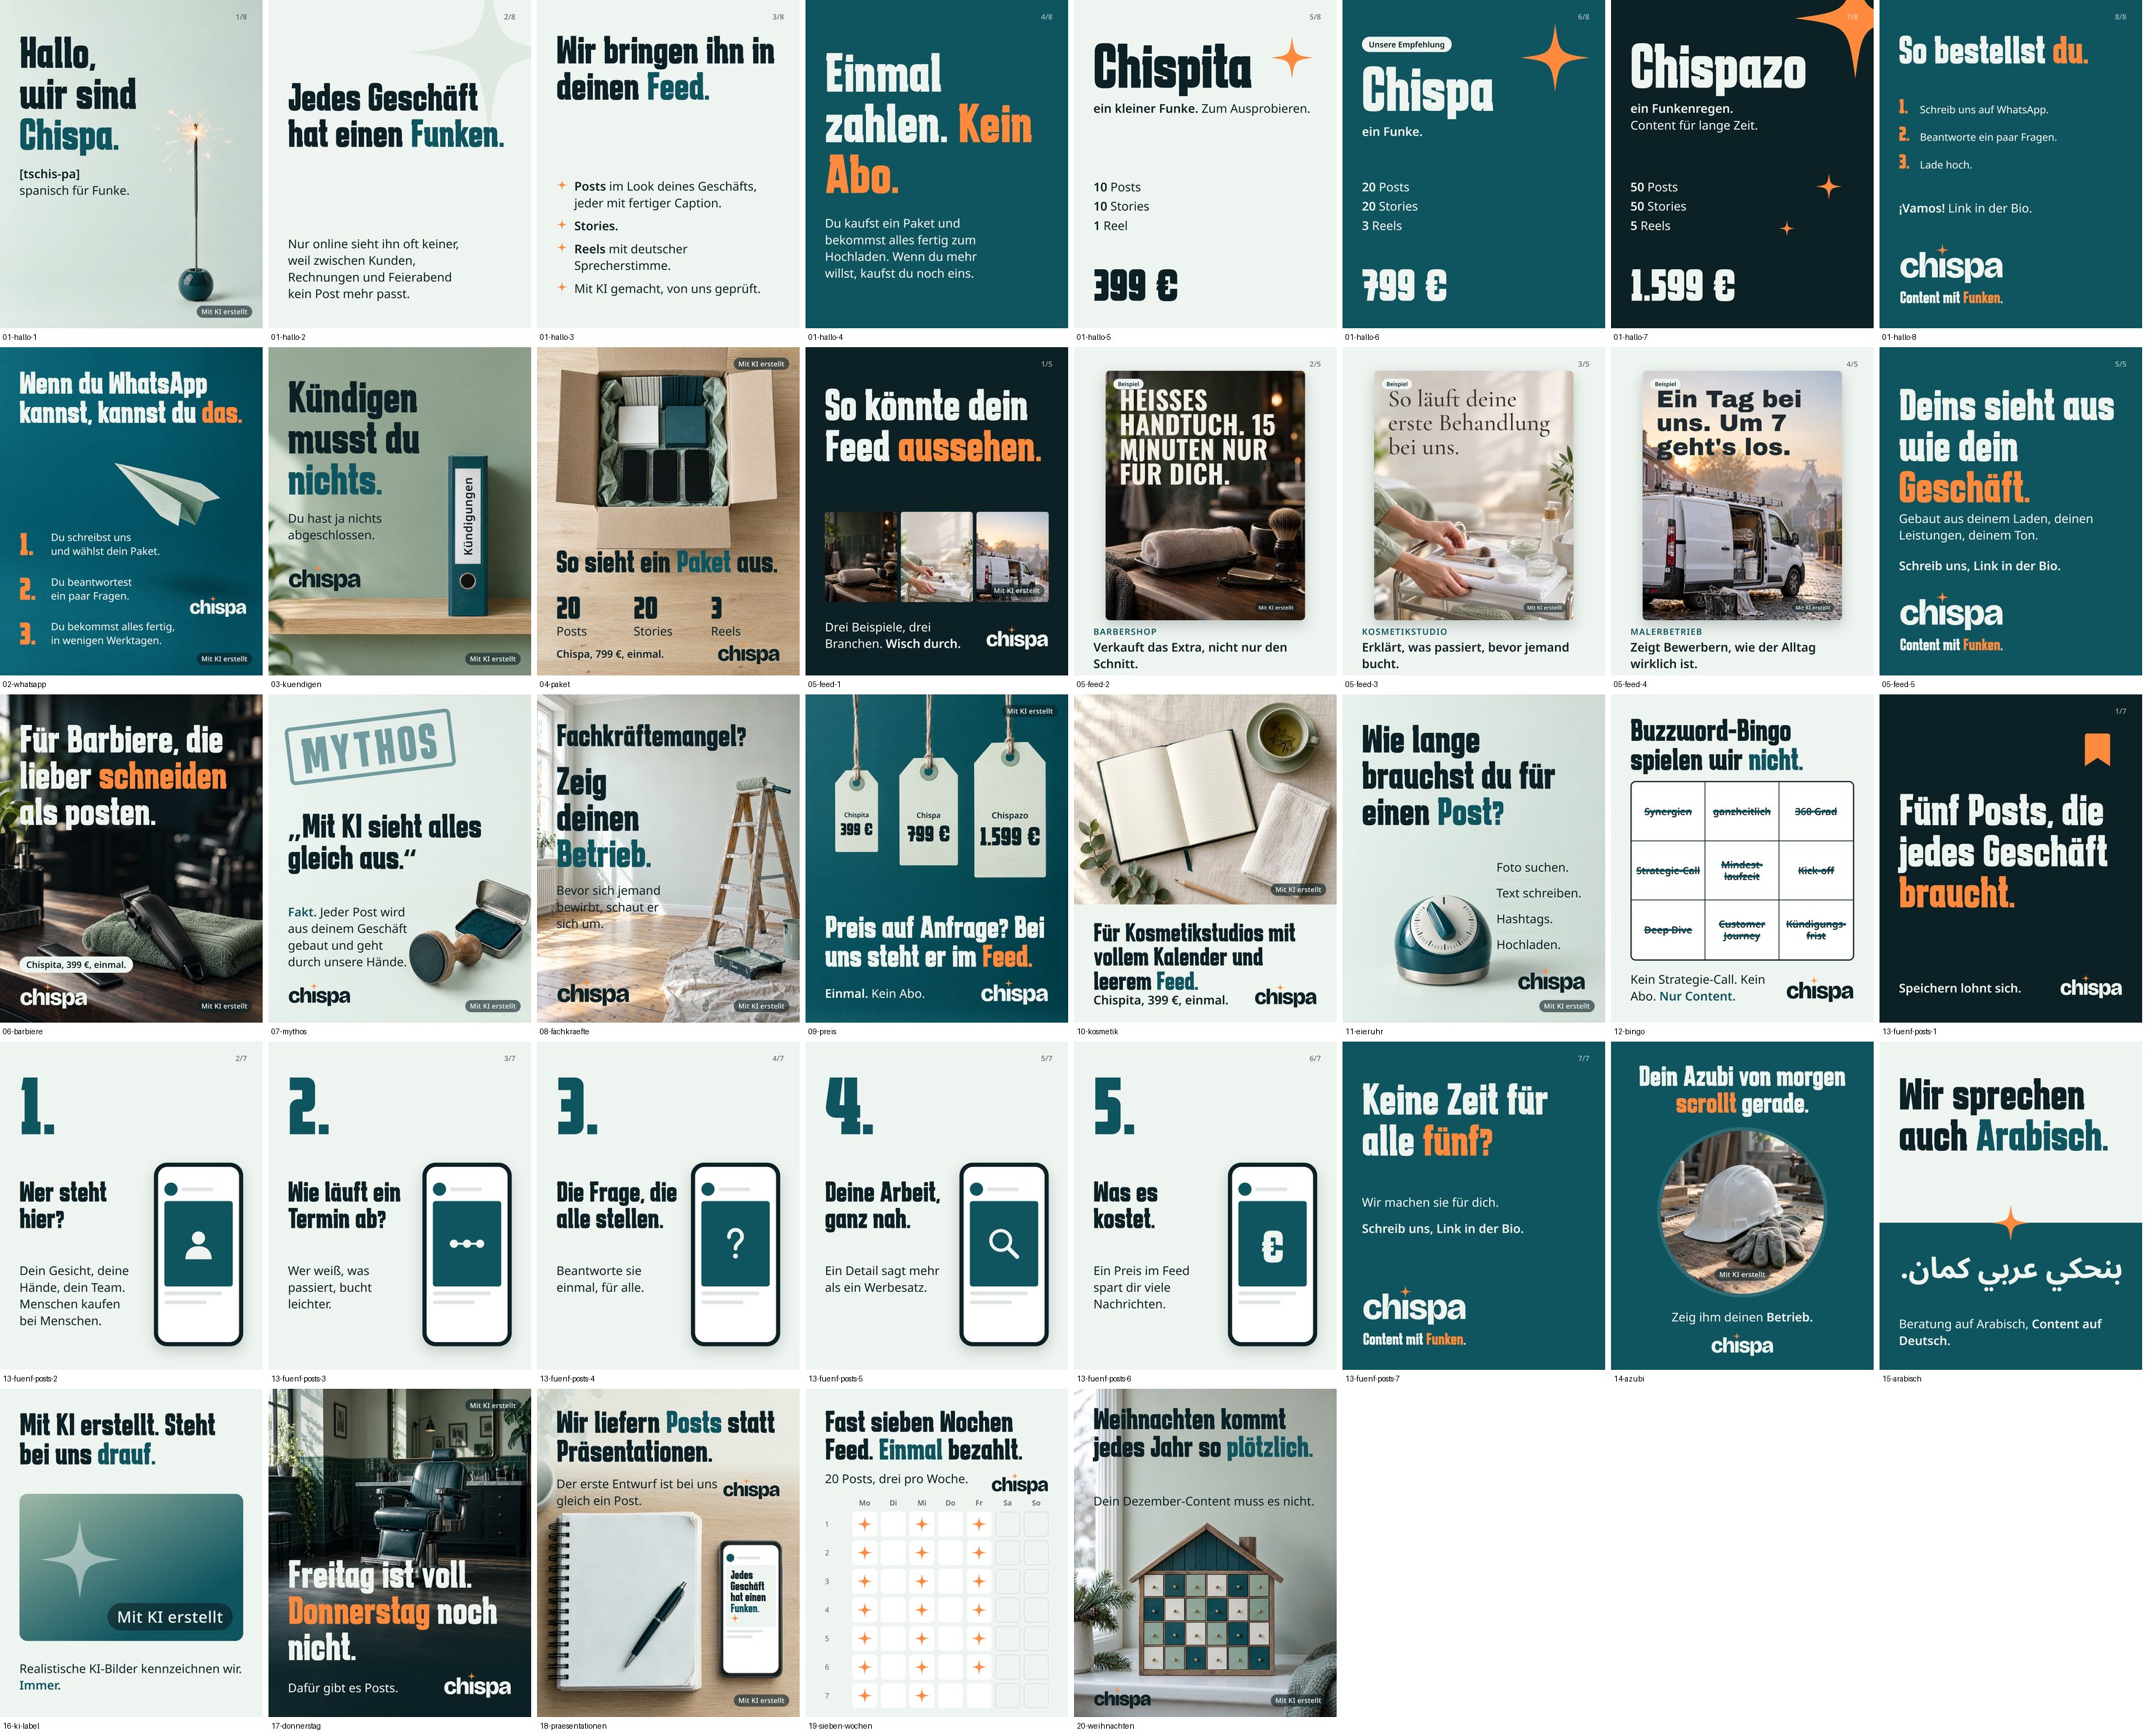 1/8
Hallo,
wir sind
Chispa.
[tschis-pa]
spanisch für Funke.
Mit KI erstellt
01-hallo-1
2/8
Jedes Geschäft
hat einen Funken.
Nur online sieht ihn oft keiner,
weil zwischen Kunden,
Rechnungen und Feierabend
kein Post mehr passt.
01-hallo-2
3/8
Wir bringen ihn in
deinen Feed.
Posts im Look deines Geschäfts,
jeder mit fertiger Caption.
Stories.
Reels mit deutscher
Sprecherstimme.
Mit KI gemacht, von uns geprüft.
01-hallo-3
4/8
Einmal
zahlen. Kein
Abo.
Du kaufst ein Paket und
bekommst alles fertig zum
Hochladen. Wenn du mehr
willst, kaufst du noch eins.
01-hallo-4
5/8
Chispita
ein kleiner Funke. Zum Ausprobieren.
10 Posts
10 Stories
1 Reel
399 €
01-hallo-5
6/8
Unsere Empfehlung
Chispa
ein Funke.
20 Posts
20 Stories
3 Reels
799 €
01-hallo-6
7/8
Chispazo
ein Funkenregen.
Content für lange Zeit.
50 Posts
50 Stories
5 Reels
1.599 €
01-hallo-7
8/8
So bestellst du.
1. Schreib uns auf WhatsApp.
2. Beantworte ein paar Fragen.
3. Lade hoch.
¡Vamos! Link in der Bio.
chispa
Content mit Funken.
01-hallo-8
Wenn du WhatsApp
kannst, kannst du das.
1. Du schreibst uns
und wählst dein Paket.
2. Du beantwortest
ein paar Fragen.
3. Du bekommst alles fertig,
in wenigen Werktagen.
chispa
Mit KI erstellt
02-whatsapp
Kündigen
musst du
nichts.
Du hast ja nichts
abgeschlossen.
chispa
Kündigungen
Mit KI erstellt
03-kuendigen
Mit KI erstellt
So sieht ein Paket aus.
20 20 3
Posts Stories Reels
Chispa, 799 €, einmal.
chispa
04-paket
1/5
So könnte dein
Feed aussehen.
Mit KI erstellt
Drei Beispiele, drei
Branchen. Wisch durch.
chispa
05-feed-1
2/5
Beispiel
HEISSES
HANDTUCH. 15
MINUTEN NUR
FÜR DICH.
Mit KI erstellt
BARBERSHOP
Verkauft das Extra, nicht nur den
Schnitt.
05-feed-2
3/5
Beispiel
So läuft deine
erste Behandlung
bei uns.
Mit KI erstellt
KOSMETIKSTUDIO
Erklärt, was passiert, bevor jemand
bucht.
05-feed-3
4/5
Beispiel
Ein Tag bei
uns. Um 7
geht's los.
Mit KI erstellt
MALERBETRIEB
Zeigt Bewerbern, wie der Alltag
wirklich ist.
05-feed-4
5/5
Deins sieht aus
wie dein
Geschäft.
Gebaut aus deinem Laden, deinen
Leistungen, deinem Ton.
Schreib uns, Link in der Bio.
chispa
Content mit Funken.
05-feed-5
Für Barbiere, die
lieber schneiden
als posten.
Chispita, 399 €, einmal.
chispa
Mit KI erstellt
06-barbiere
MYTHOS
„Mit KI sieht alles
gleich aus.“
Fakt. Jeder Post wird
aus deinem Geschäft
gebaut und geht
durch unsere Hände.
chispa
Mit KI erstellt
07-mythos
Fachkräftemangel?
Zeig
deinen
Betrieb.
Bevor sich jemand
bewirbt, schaut er
sich um.
chispa
Mit KI erstellt
08-fachkraefte
Mit KI erstellt
Chispita
399 €
Chispa
799 €
Chispazo
1.599 €
Preis auf Anfrage? Bei
uns steht er im Feed.
Einmal. Kein Abo.
chispa
09-preis
Mit KI erstellt
Für Kosmetikstudios mit
vollem Kalender und
leerem Feed.
Chispita, 399 €, einmal.
chispa
10-kosmetik
Wie lange
brauchst du für
einen Post?
Foto suchen.
Text schreiben.
Hashtags.
Hochladen.
chispa
Mit KI erstellt
11-eieruhr
Buzzword-Bingo
spielen wir nicht.
Synergien ganzheitlich 360 Grad
Strategie-Call Mindest-
laufzeit Kick-off
Deep Dive Customer
Journey Kündigungs-
frist
Kein Strategie-Call. Kein
Abo. Nur Content.
chispa
12-bingo
1/7
Fünf Posts, die
jedes Geschäft
braucht.
Speichern lohnt sich.
chispa
13-fuenf-posts-1
2/7
1.
Wer steht
hier?
Dein Gesicht, deine
Hände, dein Team.
Menschen kaufen
bei Menschen.
13-fuenf-posts-2
3/7
2.
Wie läuft ein
Termin ab?
Wer weiß, was
passiert, bucht
leichter.
13-fuenf-posts-3
4/7
3.
Die Frage, die
alle stellen.
?
Beantworte sie
einmal, für alle.
13-fuenf-posts-4
5/7
4.
Deine Arbeit,
ganz nah.
Ein Detail sagt mehr
als ein Werbesatz.
13-fuenf-posts-5
6/7
5.
Was es
kostet.
€
Ein Preis im Feed
spart dir viele
Nachrichten.
13-fuenf-posts-6
7/7
Keine Zeit für
alle fünf?
Wir machen sie für dich.
Schreib uns, Link in der Bio.
chispa
Content mit Funken.
13-fuenf-posts-7
Dein Azubi von morgen
scrollt gerade.
Mit KI erstellt
Zeig ihm deinen Betrieb.
chispa
14-azubi
Wir sprechen
auch Arabisch.
بنحكي عربي كمان.
Beratung auf Arabisch, Content auf
Deutsch.
15-arabisch
Mit KI erstellt. Steht
bei uns drauf.
Mit KI erstellt
Realistische KI-Bilder kennzeichnen wir.
Immer.
16-ki-label
Mit KI erstellt
Freitag ist voll.
Donnerstag noch
nicht.
Dafür gibt es Posts.
chispa
17-donnerstag
Wir liefern Posts statt
Präsentationen.
Der erste Entwurf ist bei uns
gleich ein Post.
chispa
Jedes
Geschäft
hat einen
Funken.
Mit KI erstellt
18-praesentationen
Fast sieben Wochen
Feed. Einmal bezahlt.
20 Posts, drei pro Woche.
chispa
Mo Di Mi Do Fr Sa So
1
2
3
4
5
6
7
19-sieben-wochen
Weihnachten kommt
jedes Jahr so plötzlich.
Dein Dezember-Content muss es nicht.
chispa
Mit KI erstellt
20-weihnachten